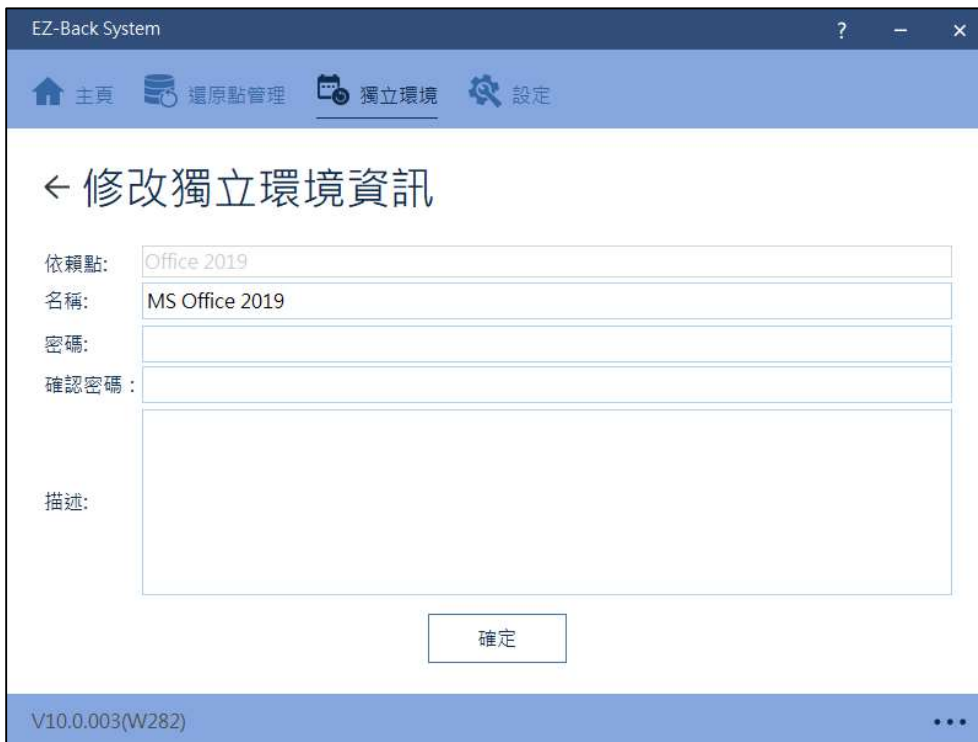 EZ-Back System
主頁 還原點管理 獨立環境 設定
修改獨立環境資訊
依賴點: Office 2019
名稱: MS Office 2019
密碼:
確認密碼：
描述:
確定
V10.0.003(W282)